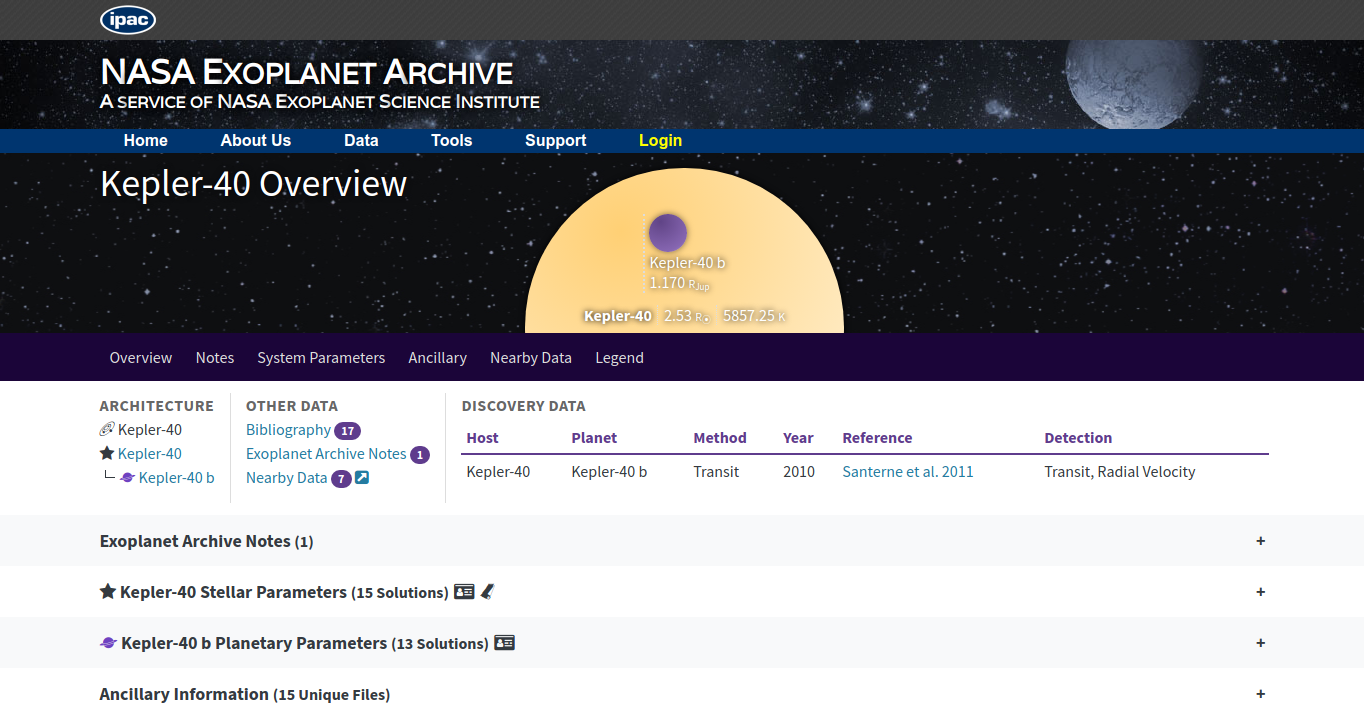 ipac
NASA EXOPLANET ARCHIVE
A SERVICE OF NASA EXOPLANET SCIENCE INSTITUTE
Home About Us Data Tools Support Login
Kepler-40 Overview
Kepler-40 b
1.170 RJup
Kepler-40 2.53 R 5857.25 K
Overview Notes System Parameters Ancillary Nearby Data Legend
ARCHITECTURE
Kepler-40
Kepler-40
Kepler-40 b
OTHER DATA
Bibliography 17
Exoplanet Archive Notes 1
Nearby Data 7
DISCOVERY DATA
Host Planet Method Year Reference Detection
Kepler-40 Kepler-40 b Transit 2010 Santerne et al. 2011 Transit, Radial Velocity
Exoplanet Archive Notes (1) +
Kepler-40 Stellar Parameters (15 Solutions) +
Kepler-40 b Planetary Parameters (13 Solutions) +
Ancillary Information (15 Unique Files) +